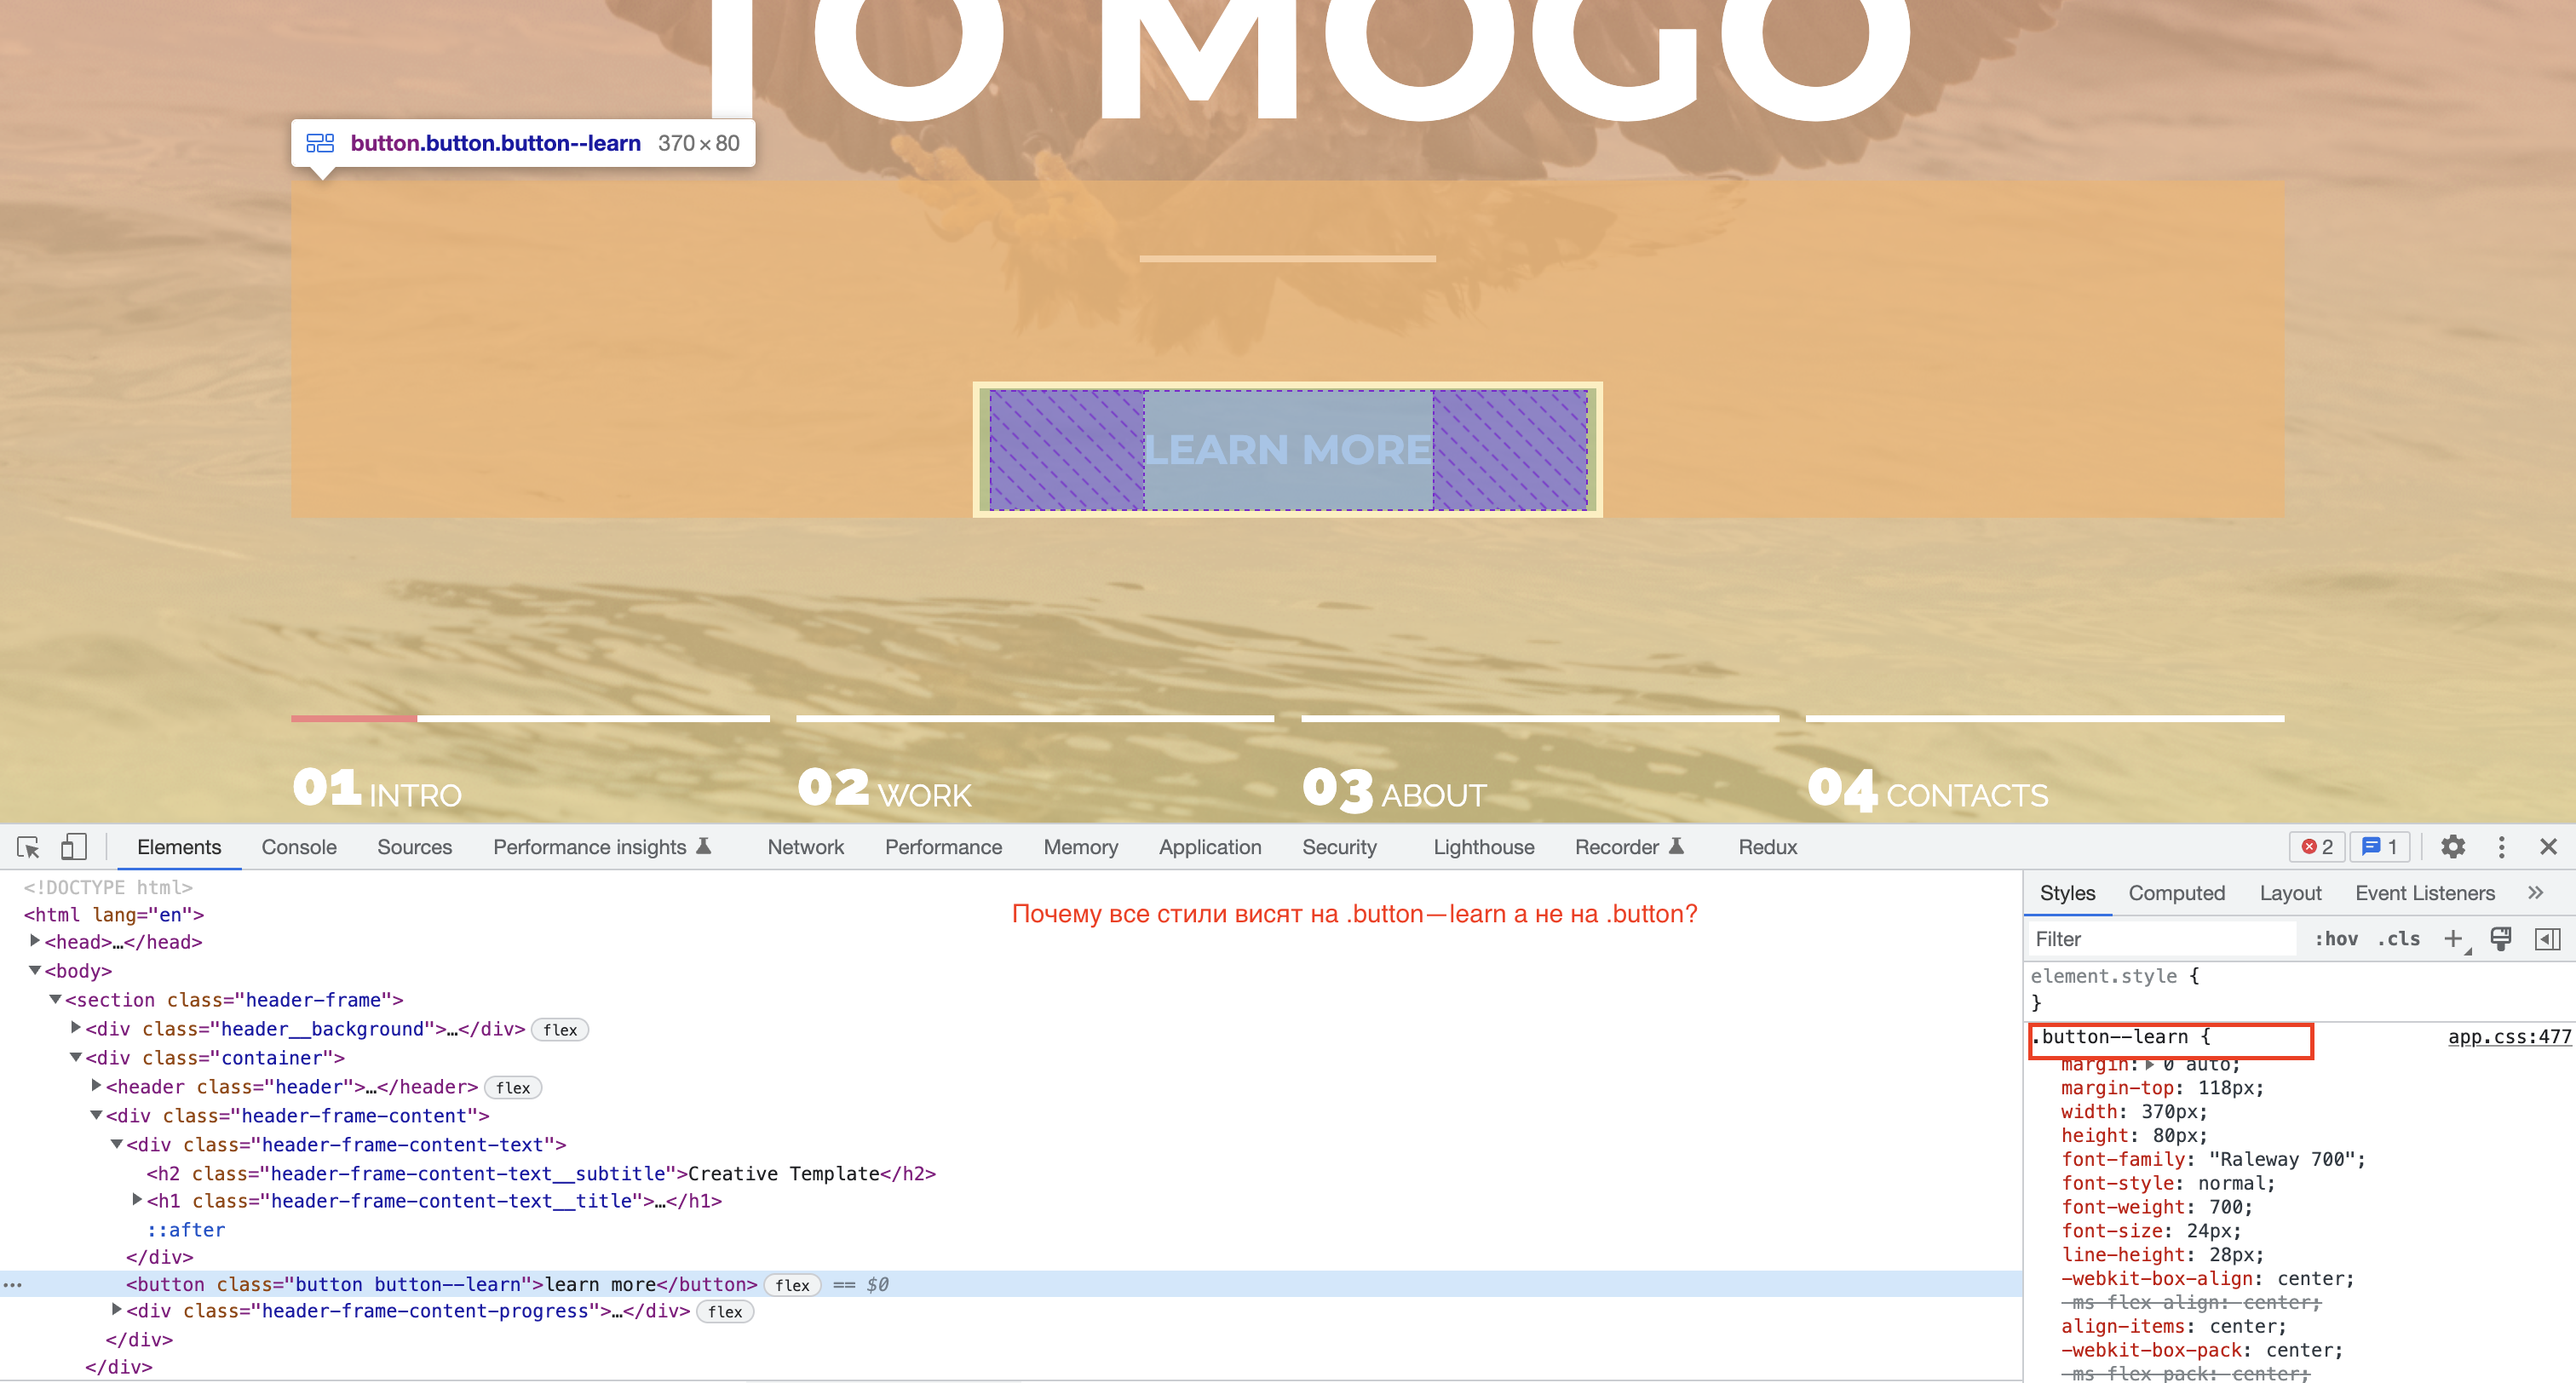 TO MOGO
button.button.button--learn 370 × 80
LEARN MORE
01 INTRO
02 WORK
03 ABOUT
04 CONTACTS
Elements Console Sources Performance insights Network Performance Memory Application Security Lighthouse Recorder Redux 2 1
<!DOCTYPE html>
<html lang="en">
<head>…</head>
<body>
<section class="header-frame">
<div class="header__background">…</div> flex
<div class="container">
<header class="header">…</header> flex
<div class="header-frame-content">
<div class="header-frame-content-text">
<h2 class="header-frame-content-text__subtitle">Creative Template</h2>
<h1 class="header-frame-content-text__title">…</h1>
::after
</div>
<button class="button button--learn">learn more</button> flex == $0
<div class="header-frame-content-progress">…</div> flex
</div>
</div>
Почему все стили висят на .button—learn а не на .button?
Styles Computed Layout Event Listeners
Filter :hov .cls
element.style {
}
.button--learn { app.css:477
margin: 0 auto;
margin-top: 118px;
width: 370px;
height: 80px;
font-family: "Raleway 700";
font-style: normal;
font-weight: 700;
font-size: 24px;
line-height: 28px;
-webkit-box-align: center;
-ms-flex-align: center;
align-items: center;
-webkit-box-pack: center;
-ms-flex-pack: center;